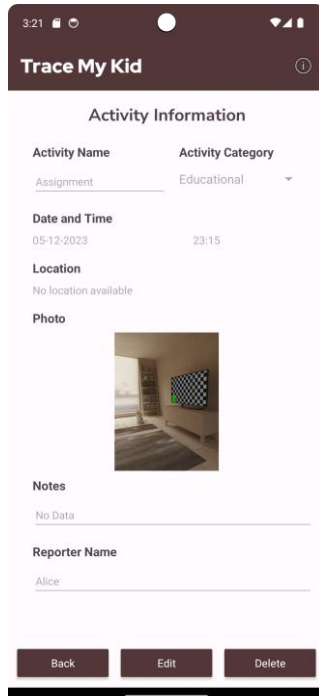 3:21
Trace My Kid
Activity Information
Activity Name Activity Category
Assignment Educational
Date and Time
05-12-2023 23:15
Location
No location available
Photo
Notes
No Data
Reporter Name
Alice
Back Edit Delete